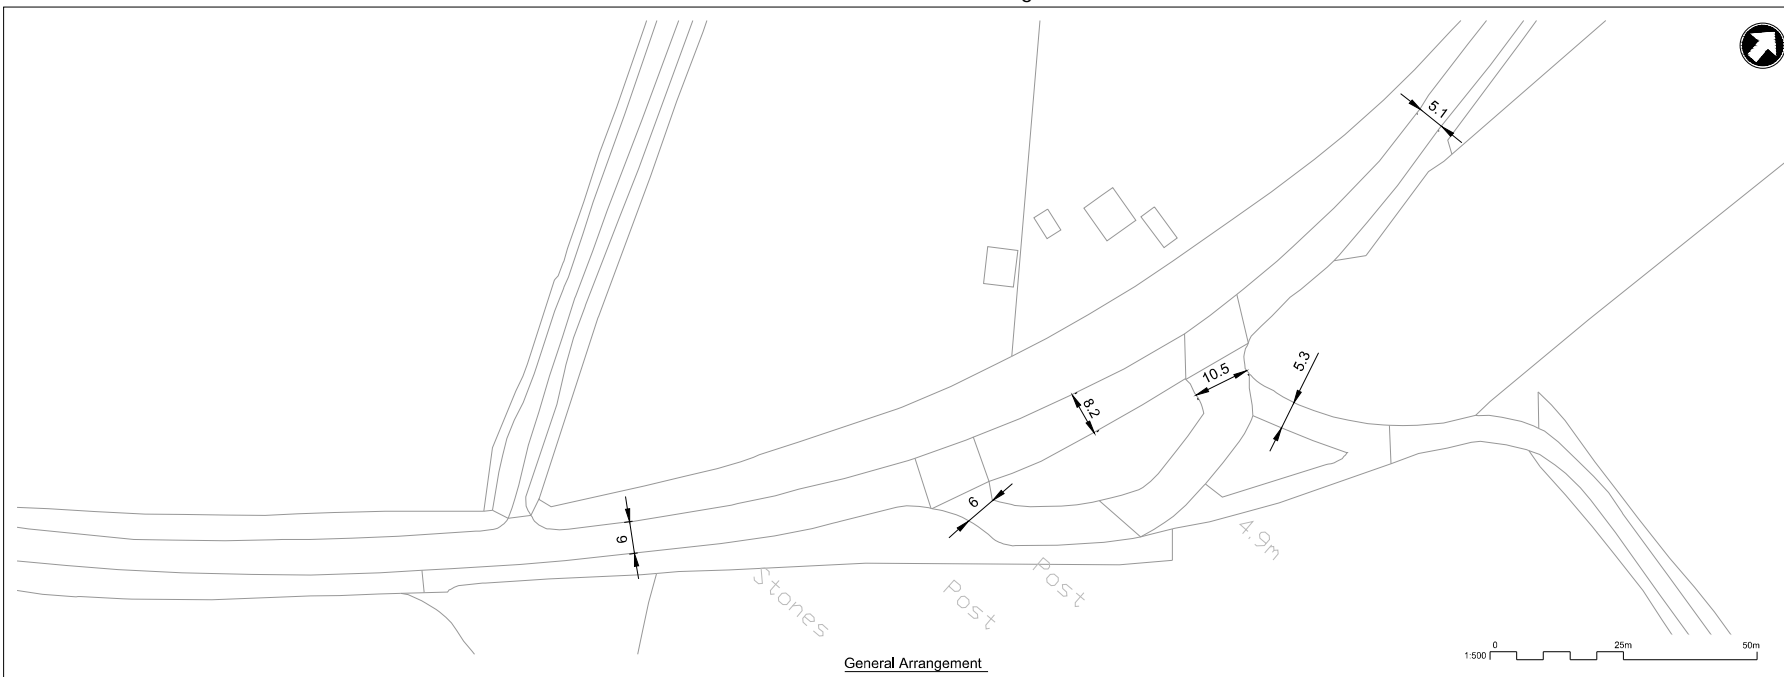 5.1
5.3
10.5
8.2
6
6
4.9m
Stones
Post
Post
General Arrangement
1:500
0
25m
50m